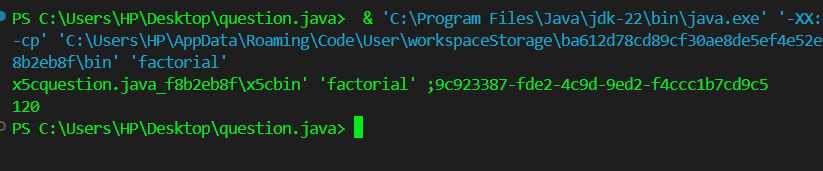 PS C:\Users\HP\Desktop\question.java>  & 'C:\Program Files\Java\jdk-22\bin\java.exe' '-XX:
-cp' 'C:\Users\HP\AppData\Roaming\Code\User\workspaceStorage\ba612d78cd89cf30ae8de5ef4e52e
8b2eb8f\bin' 'factorial'
x5cquestion.java_f8b2eb8f\x5cbin' 'factorial' ;9c923387-fde2-4c9d-9ed2-f4ccc1b7cd9c5
120
PS C:\Users\HP\Desktop\question.java>